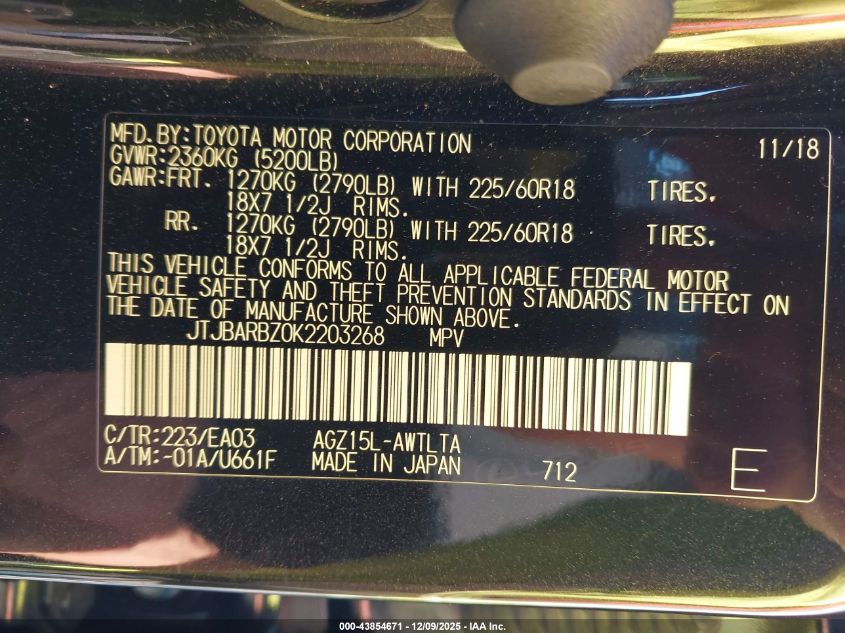 MFD.BY:TOYOTA MOTOR CORPORATION 11/18
GVWR:2360KG (5200LB)
GAWR:FRT. 1270KG (2790LB) WITH 225/60R18 TIRES.
18X7 1/2J RIMS.
RR. 1270KG (2790LB) WITH 225/60R18 TIRES.
18X7 1/2J RIMS.
THIS VEHICLE CONFORMS TO ALL APPLICABLE FEDERAL MOTOR
VEHICLE SAFETY AND THEFT PREVENTION STANDARDS IN EFFECT ON
THE DATE OF MANUFACTURE SHOWN ABOVE.
JTJBARBZ0K2203268 MPV
C/TR:223/EA03 AGZ15L-AWTLTA
A/TM:-01A/U661F MADE IN JAPAN 712 E
000-43854671 - 12/09/2025 - IAA Inc.